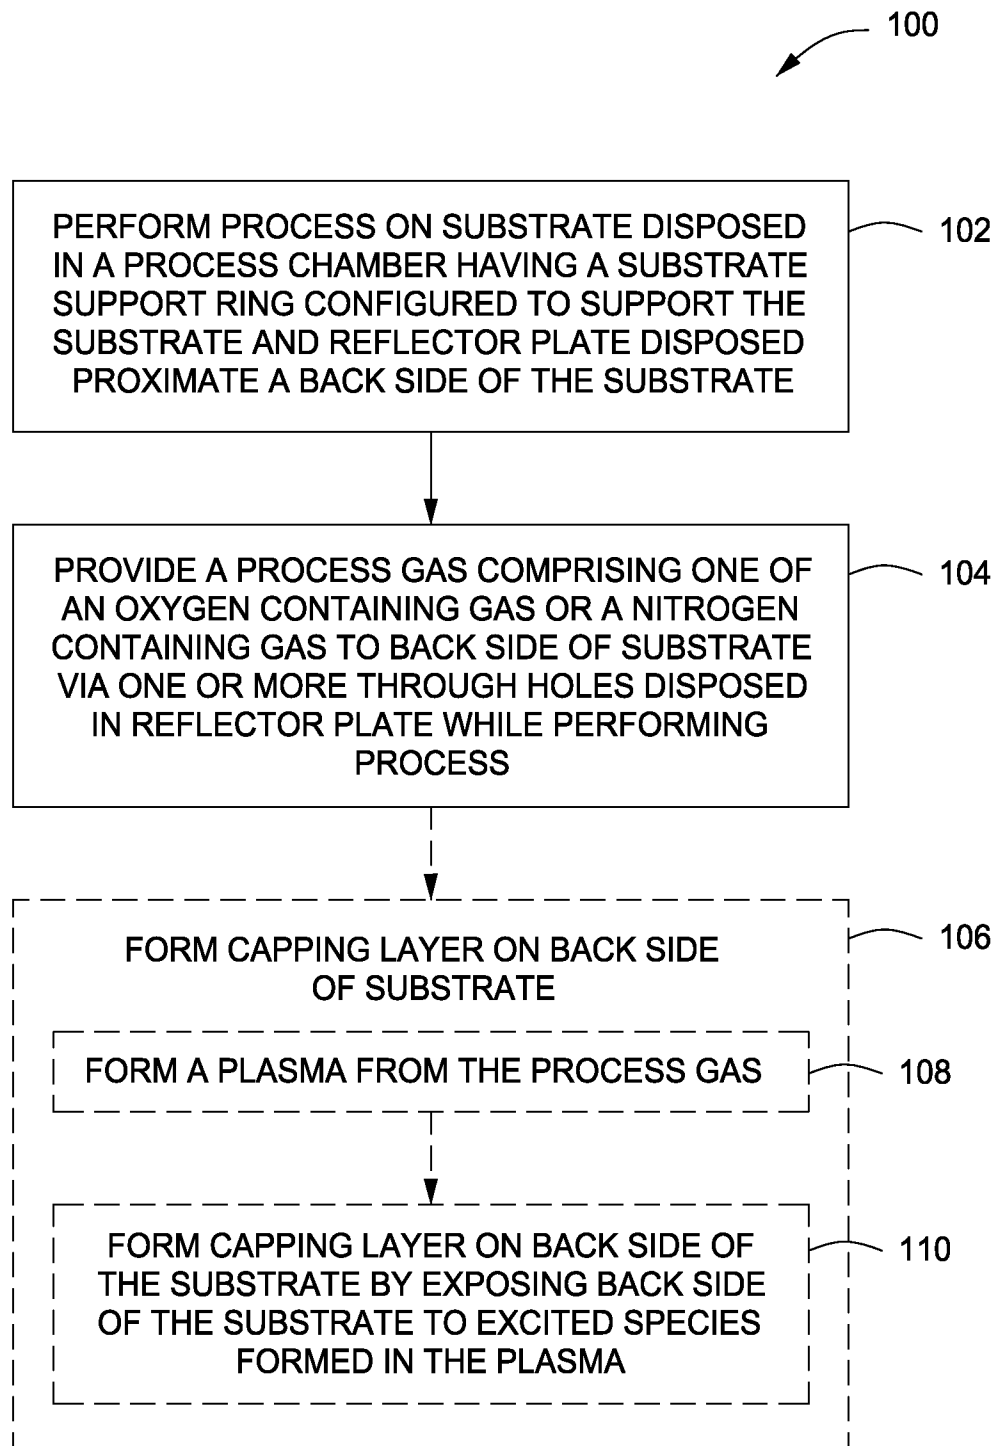 100
PERFORM PROCESS ON SUBSTRATE DISPOSED
IN A PROCESS CHAMBER HAVING A SUBSTRATE
SUPPORT RING CONFIGURED TO SUPPORT THE
SUBSTRATE AND REFLECTOR PLATE DISPOSED
PROXIMATE A BACK SIDE OF THE SUBSTRATE
102
PROVIDE A PROCESS GAS COMPRISING ONE OF
AN OXYGEN CONTAINING GAS OR A NITROGEN
CONTAINING GAS TO BACK SIDE OF SUBSTRATE
VIA ONE OR MORE THROUGH HOLES DISPOSED
IN REFLECTOR PLATE WHILE PERFORMING
PROCESS
104
FORM CAPPING LAYER ON BACK SIDE
OF SUBSTRATE
106
FORM A PLASMA FROM THE PROCESS GAS
108
FORM CAPPING LAYER ON BACK SIDE OF
THE SUBSTRATE BY EXPOSING BACK SIDE
OF THE SUBSTRATE TO EXCITED SPECIES
FORMED IN THE PLASMA
110